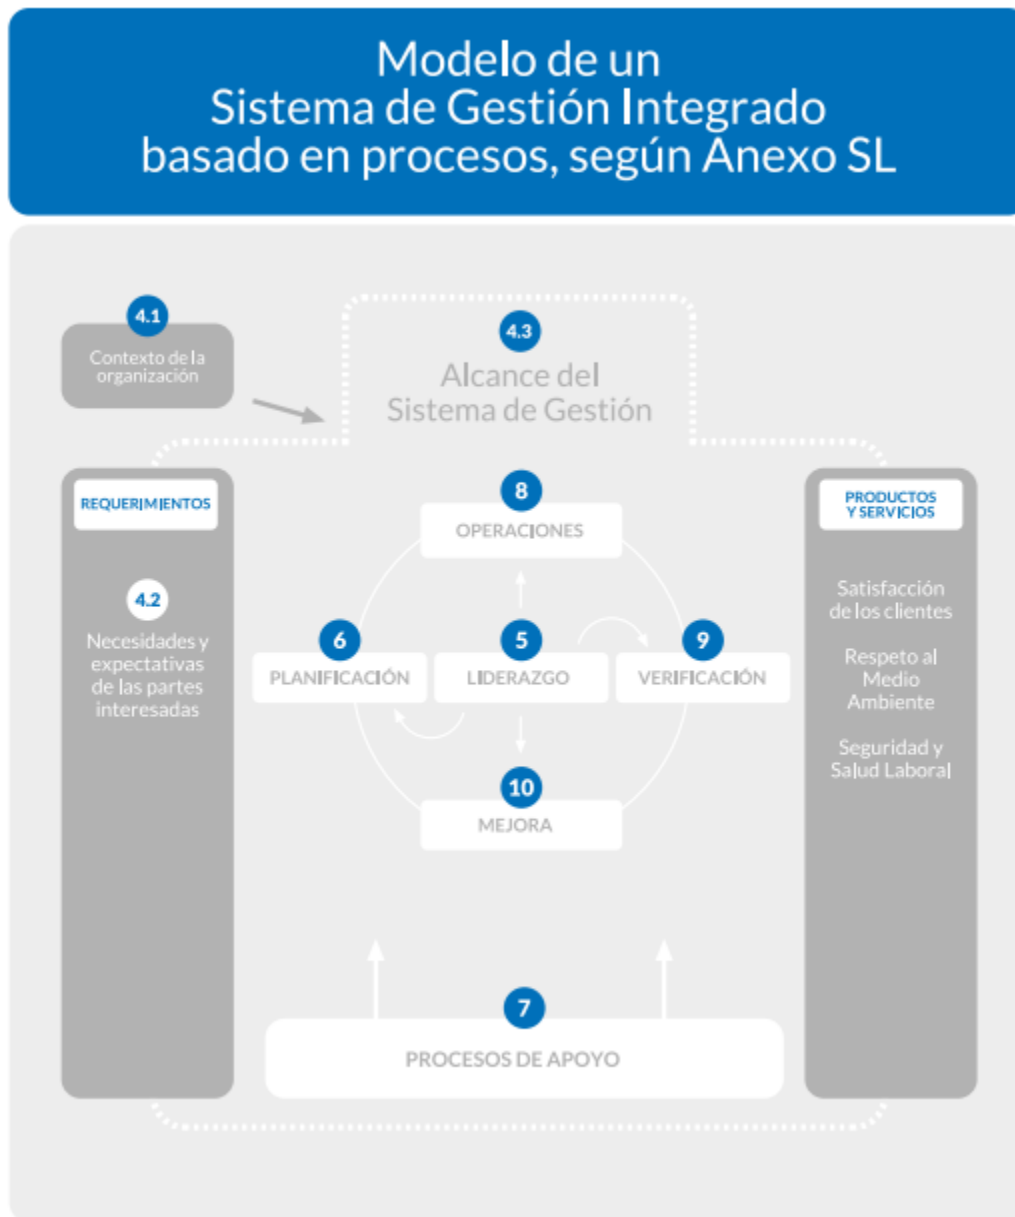 Modelo de un
Sistema de Gestión Integrado
basado en procesos, según Anexo SL
4.1
Contexto de la
organización
4.3
Alcance del
Sistema de Gestión
REQUERIMIENTOS
4.2
Necesidades y
expectativas
de las partes
interesadas
8
OPERACIONES
6
PLANIFICACIÓN
5
LIDERAZGO
9
VERIFICACIÓN
10
MEJORA
7
PROCESOS DE APOYO
PRODUCTOS
Y SERVICIOS
Satisfacción
de los clientes
Respeto al
Medio
Ambiente
Seguridad y
Salud Laboral